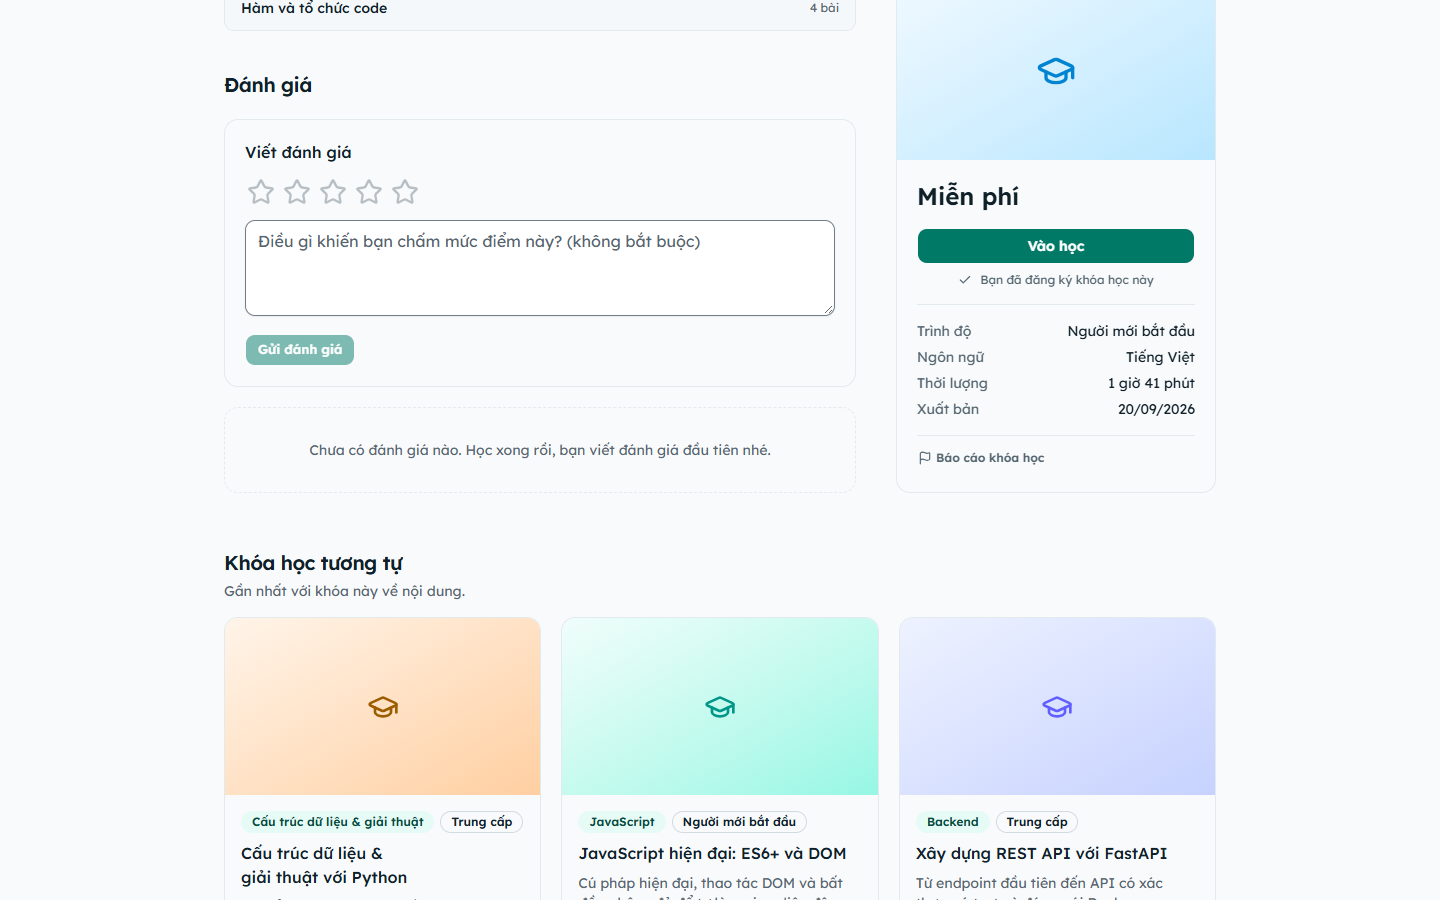 Hàm và tổ chức code
4 bài
Đánh giá
Viết đánh giá
Điều gì khiến bạn chấm mức điểm này? (không bắt buộc)
Gửi đánh giá
Chưa có đánh giá nào. Học xong rồi, bạn viết đánh giá đầu tiên nhé.
Miễn phí
Vào học
Bạn đã đăng ký khóa học này
Trình độ
Người mới bắt đầu
Ngôn ngữ
Tiếng Việt
Thời lượng
1 giờ 41 phút
Xuất bản
20/09/2026
Báo cáo khóa học
Khóa học tương tự
Gần nhất với khóa này về nội dung.
Cấu trúc dữ liệu & giải thuật
Trung cấp
Cấu trúc dữ liệu &
giải thuật với Python
JavaScript
Người mới bắt đầu
JavaScript hiện đại: ES6+ và DOM
Cú pháp hiện đại, thao tác DOM và bất
Backend
Trung cấp
Xây dựng REST API với FastAPI
Từ endpoint đầu tiên đến API có xác